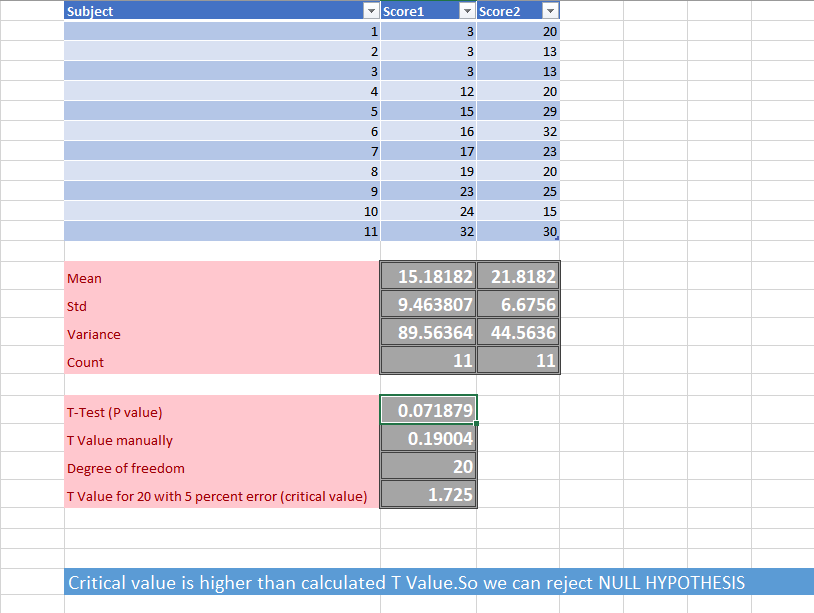 Subject Score1 Score2
1 3 20
2 3 13
3 3 13
4 12 20
5 15 29
6 16 32
7 17 23
8 19 20
9 23 25
10 24 15
11 32 30
Mean 15.18182 21.8182
Std 9.463807 6.6756
Variance 89.56364 44.5636
Count 11 11
T-Test (P value) 0.071879
T Value manually 0.19004
Degree of freedom 20
T Value for 20 with 5 percent error (critical value) 1.725
Critical value is higher than calculated T Value.So we can reject NULL HYPOTHESIS